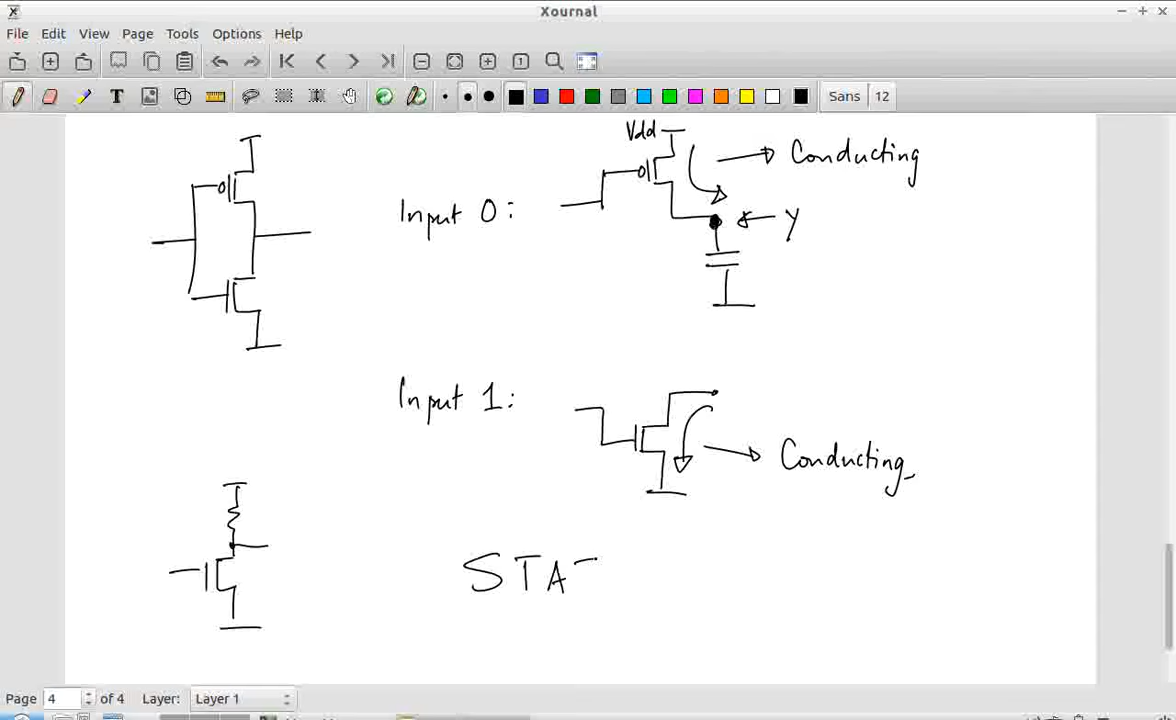 Xournal
File Edit View Page Tools Options Help
Sans 12
Vdd
Conducting
Input 0:
Y
Input 1:
Conducting
STA
Page 4 of 4 Layer: Layer 1